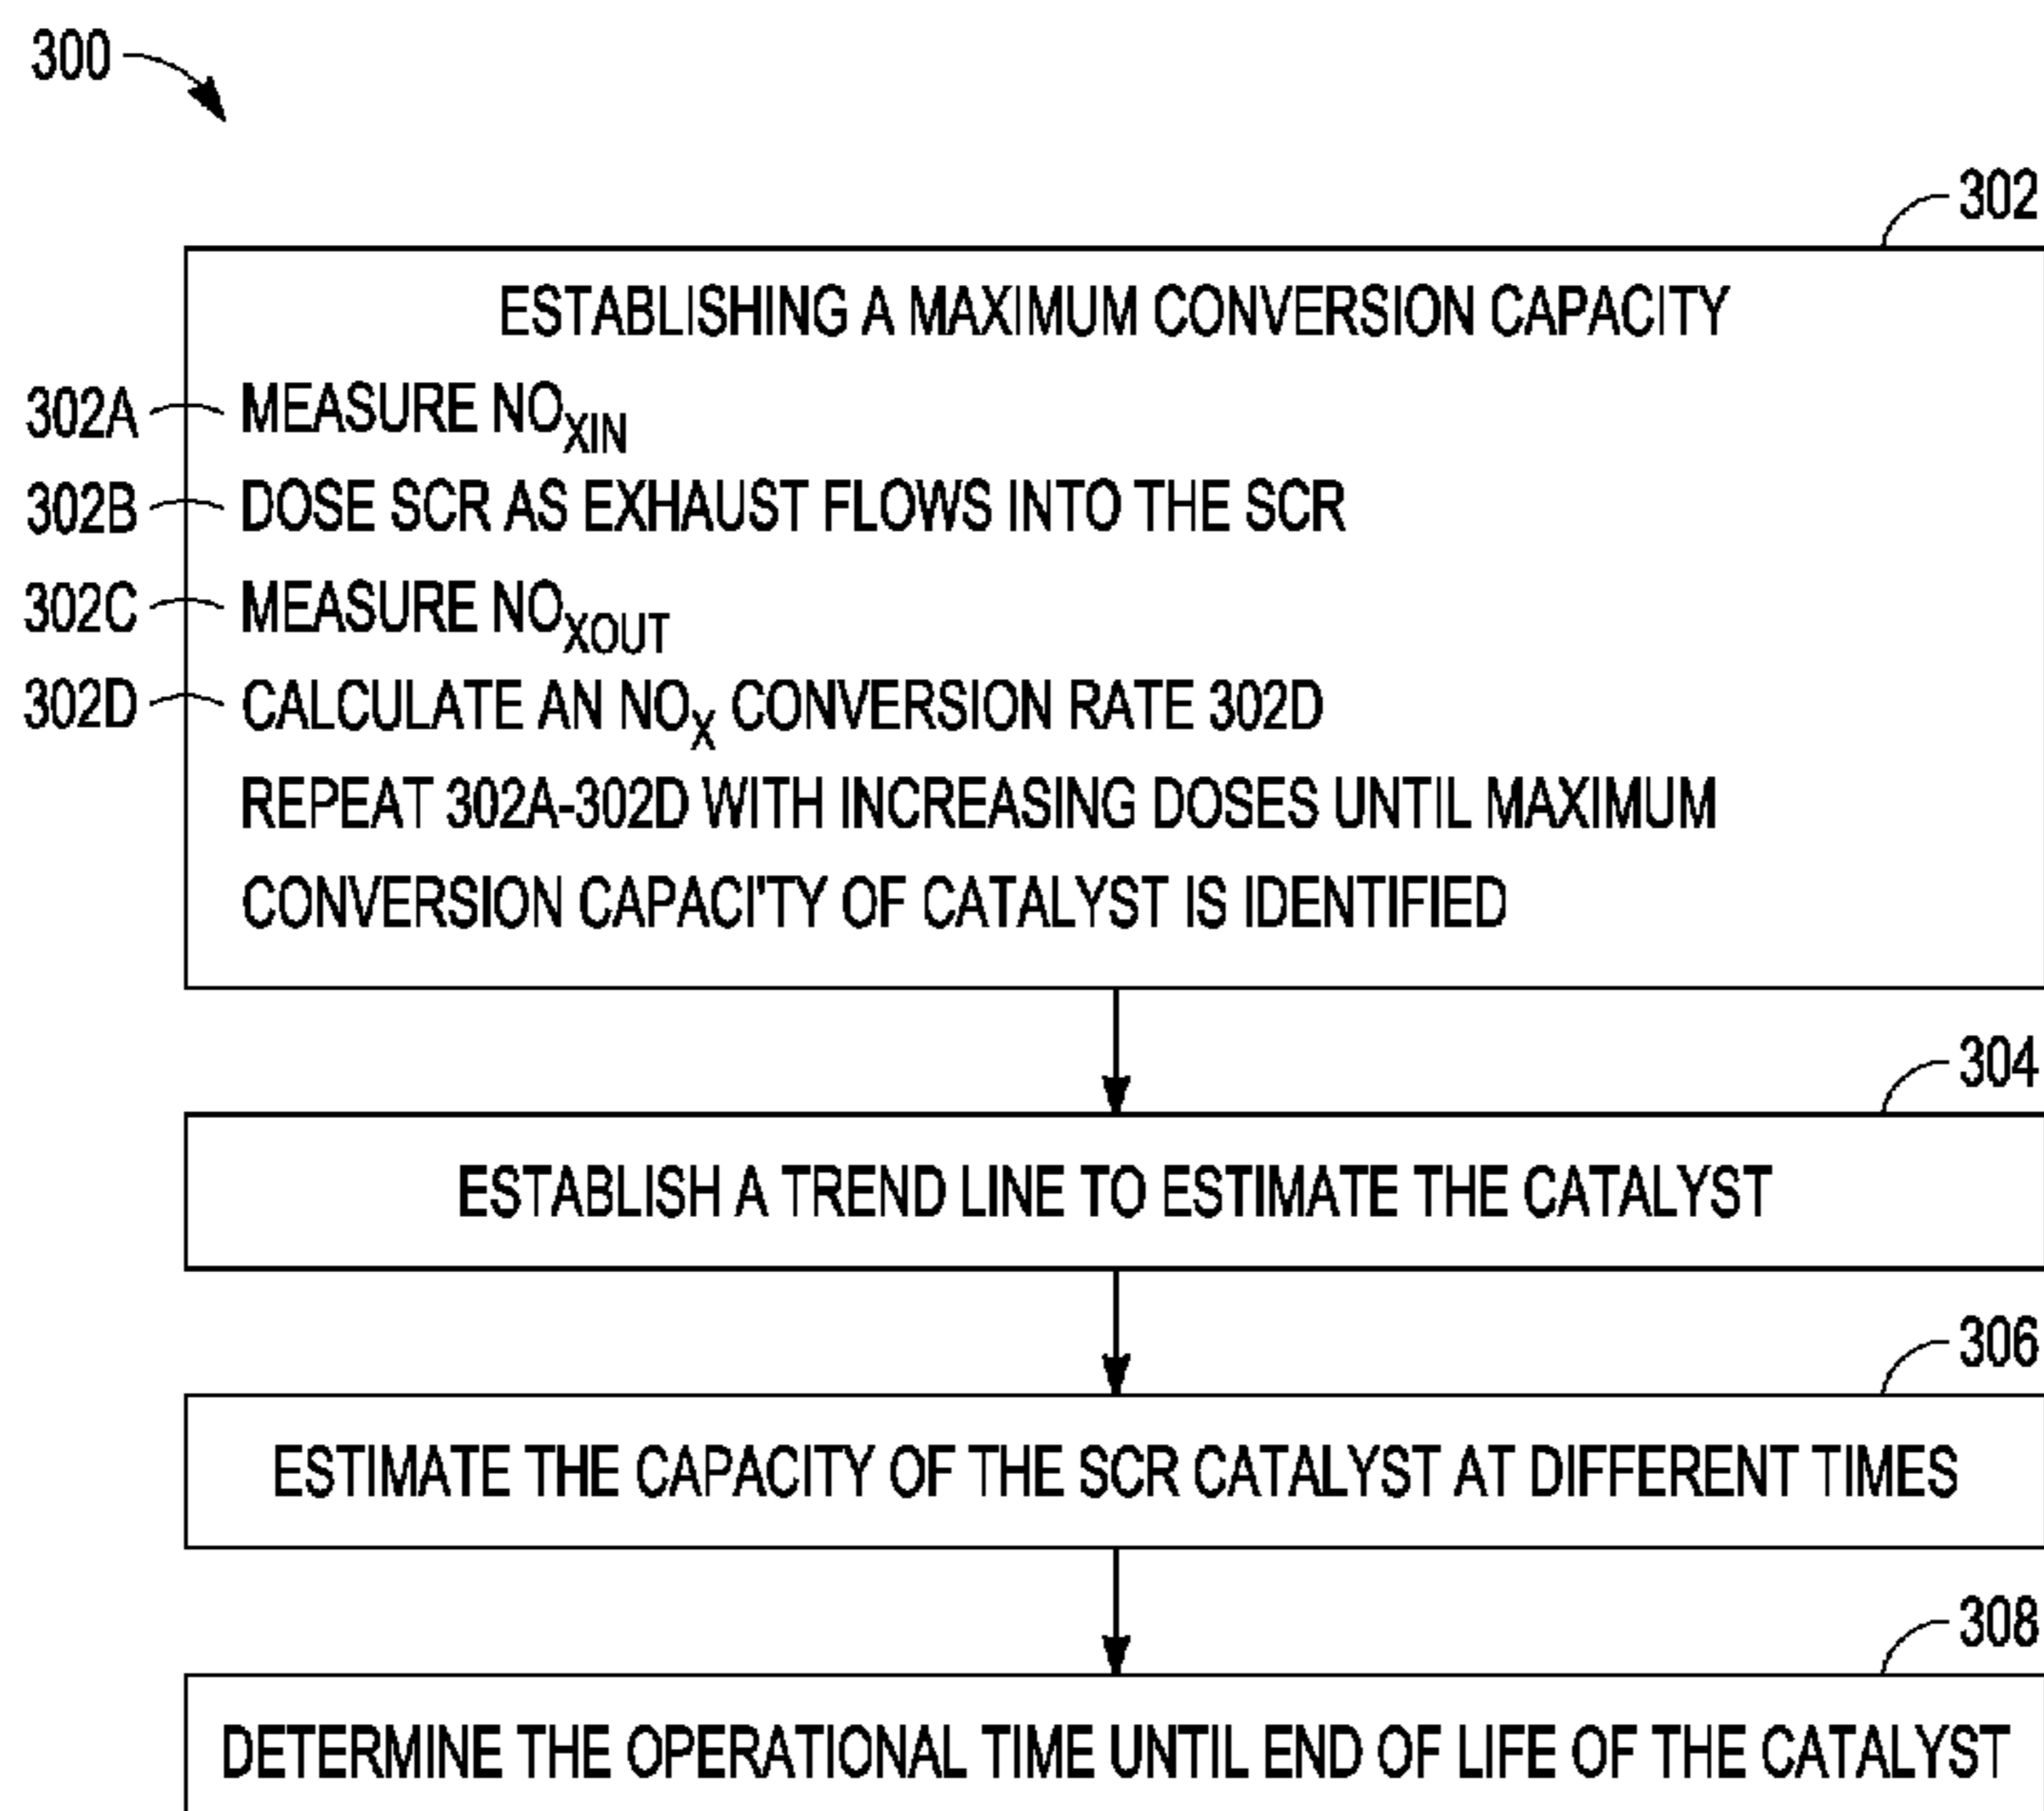 300
302
ESTABLISHING A MAXIMUM CONVERSION CAPACITY
302A MEASURE NOXIN
302B DOSE SCR AS EXHAUST FLOWS INTO THE SCR
302C MEASURE NOXOUT
302D CALCULATE AN NOX CONVERSION RATE 302D
REPEAT 302A-302D WITH INCREASING DOSES UNTIL MAXIMUM
CONVERSION CAPACI'TY OF CATALYST IS IDENTIFIED
304
ESTABLISH A TREND LINE TO ESTIMATE THE CATALYST
306
ESTIMATE THE CAPACITY OF THE SCR CATALYST AT DIFFERENT TIMES
308
DETERMINE THE OPERATIONAL TIME UNTIL END OF LIFE OF THE CATALYST